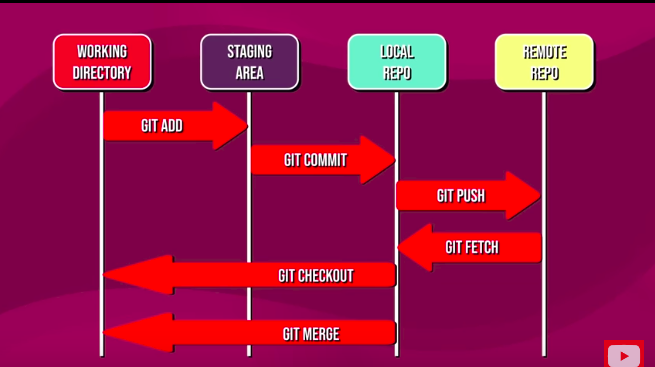 WORKING
DIRECTORY
STAGING
AREA
LOCAL
REPO
REMOTE
REPO
GIT ADD
GIT COMMIT
GIT PUSH
GIT FETCH
GIT CHECKOUT
GIT MERGE